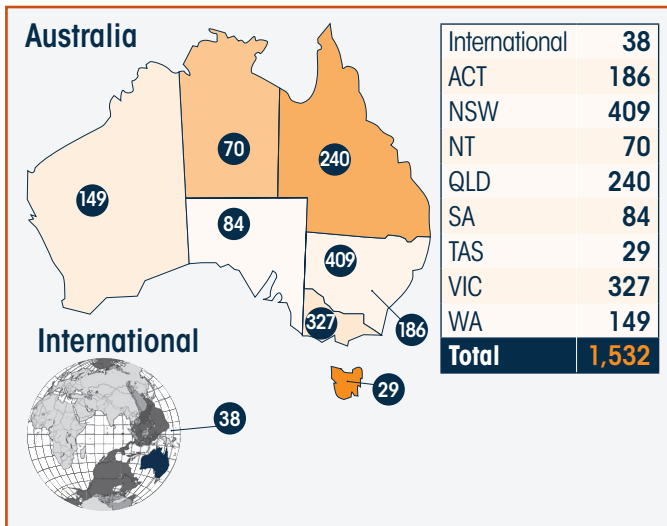 Australia
70
240
149
84
409
327
186
29
International
38
International 38
ACT 186
NSW 409
NT 70
QLD 240
SA 84
TAS 29
VIC 327
WA 149
Total 1,532